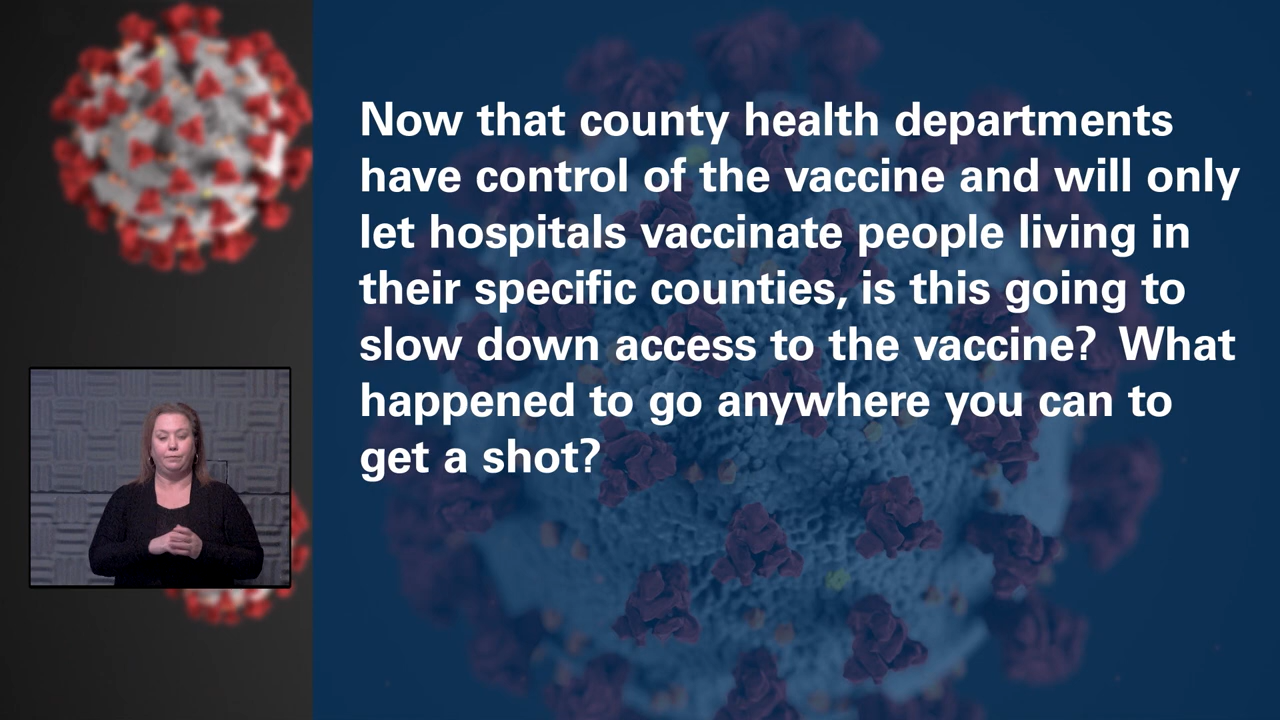 Now that county health departments
have control of the vaccine and will only
let hospitals vaccinate people living in
their specific counties, is this going to
slow down access to the vaccine?  What
happened to go anywhere you can to
get a shot?